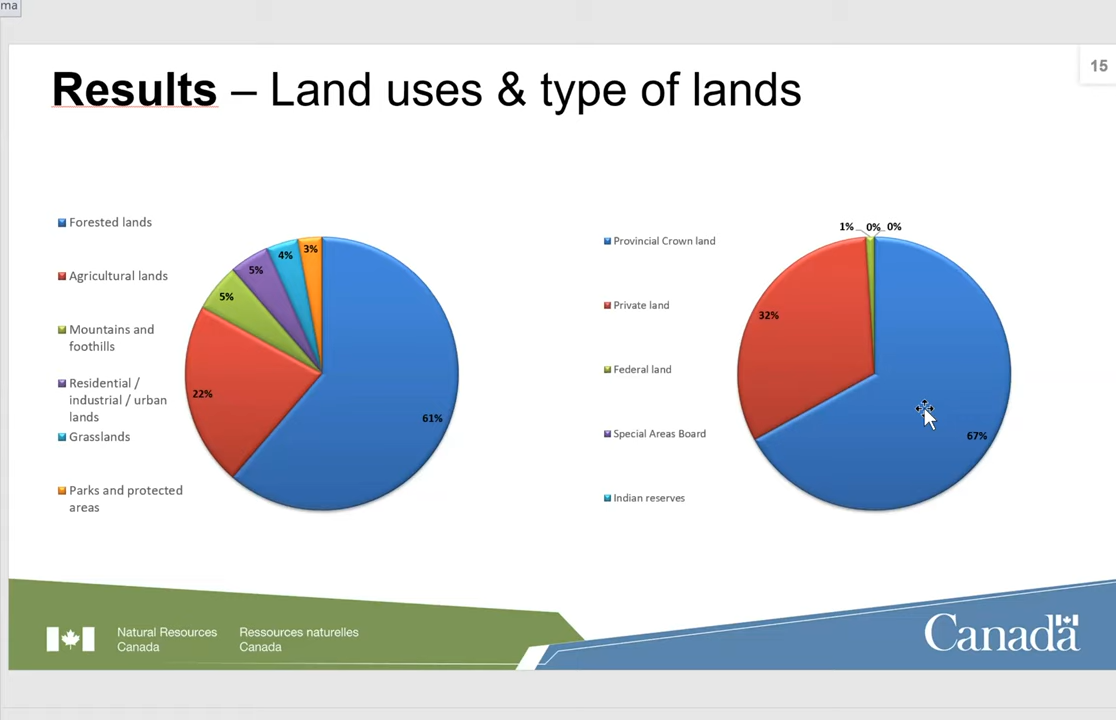 ma
15
Results – Land uses & type of lands
Forested lands
Agricultural lands
Mountains and
foothills
Residential /
industrial / urban
lands
Grasslands
Parks and protected
areas
3%
4%
5%
5%
22%
61%
Provincial Crown land
Private land
Federal land
Special Areas Board
Indian reserves
1%
0%
0%
32%
67%
Natural Resources
Canada
Ressources naturelles
Canada
Canada